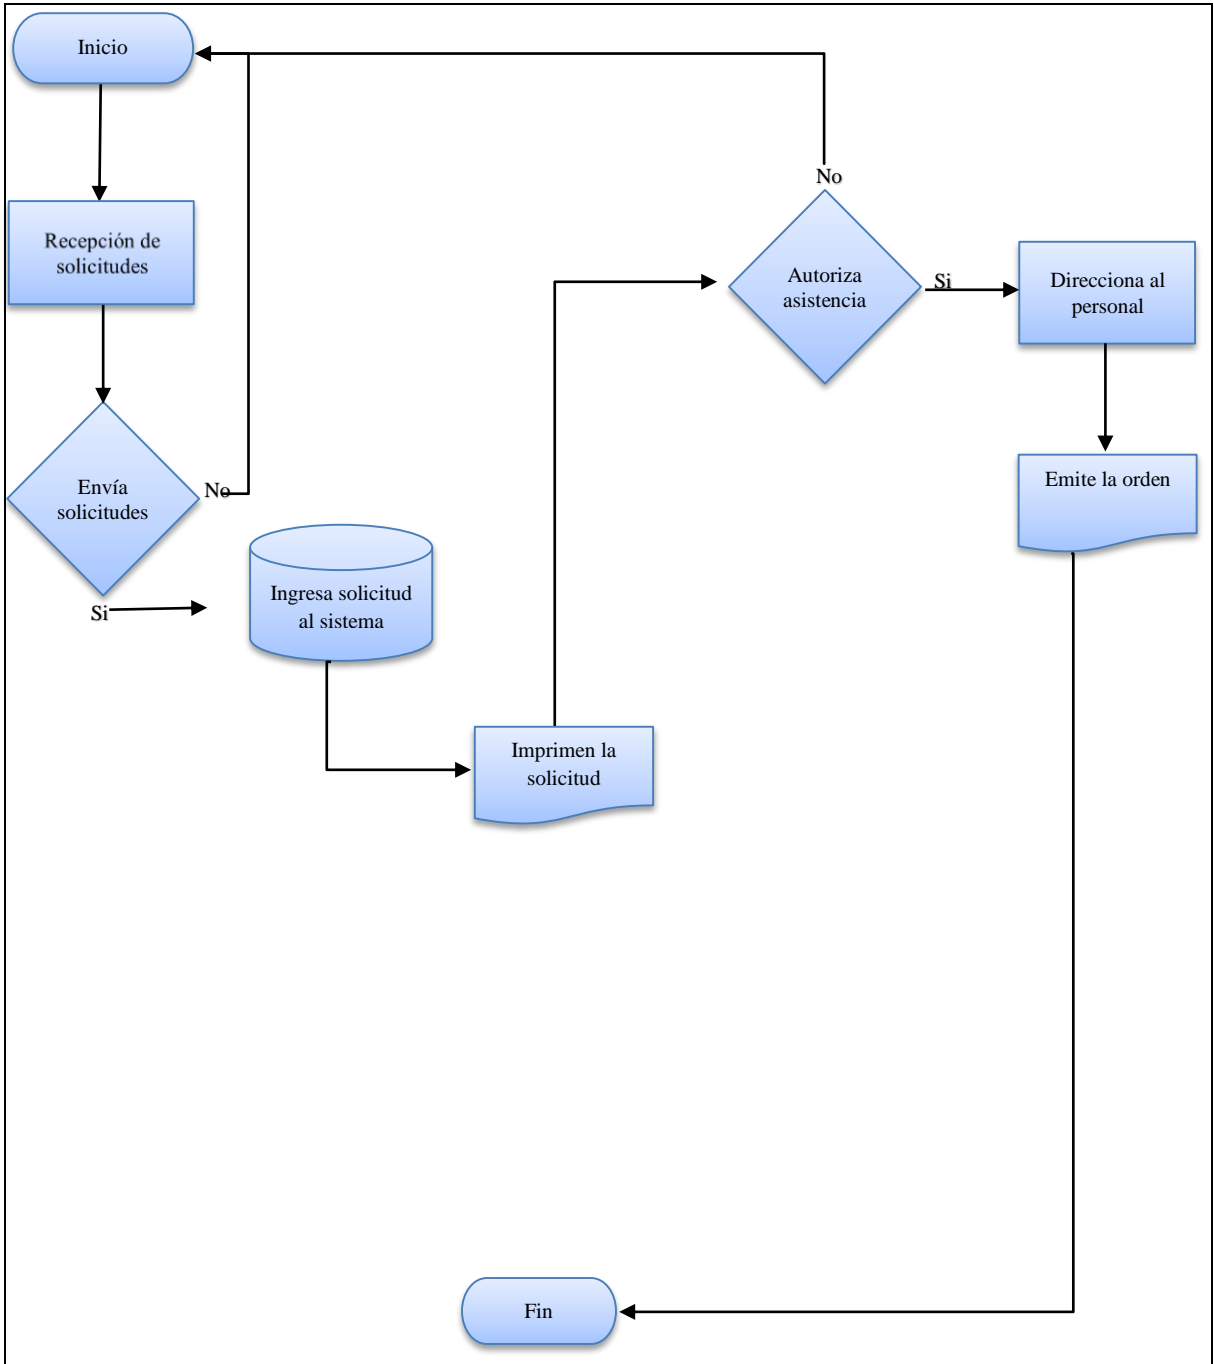 Inicio
Recepción de
solicitudes
Envía
solicitudes
No
Si
Ingresa solicitud
al sistema
Imprimen la
solicitud
No
Autoriza
asistencia
Si
Direcciona al
personal
Emite la orden
Fin